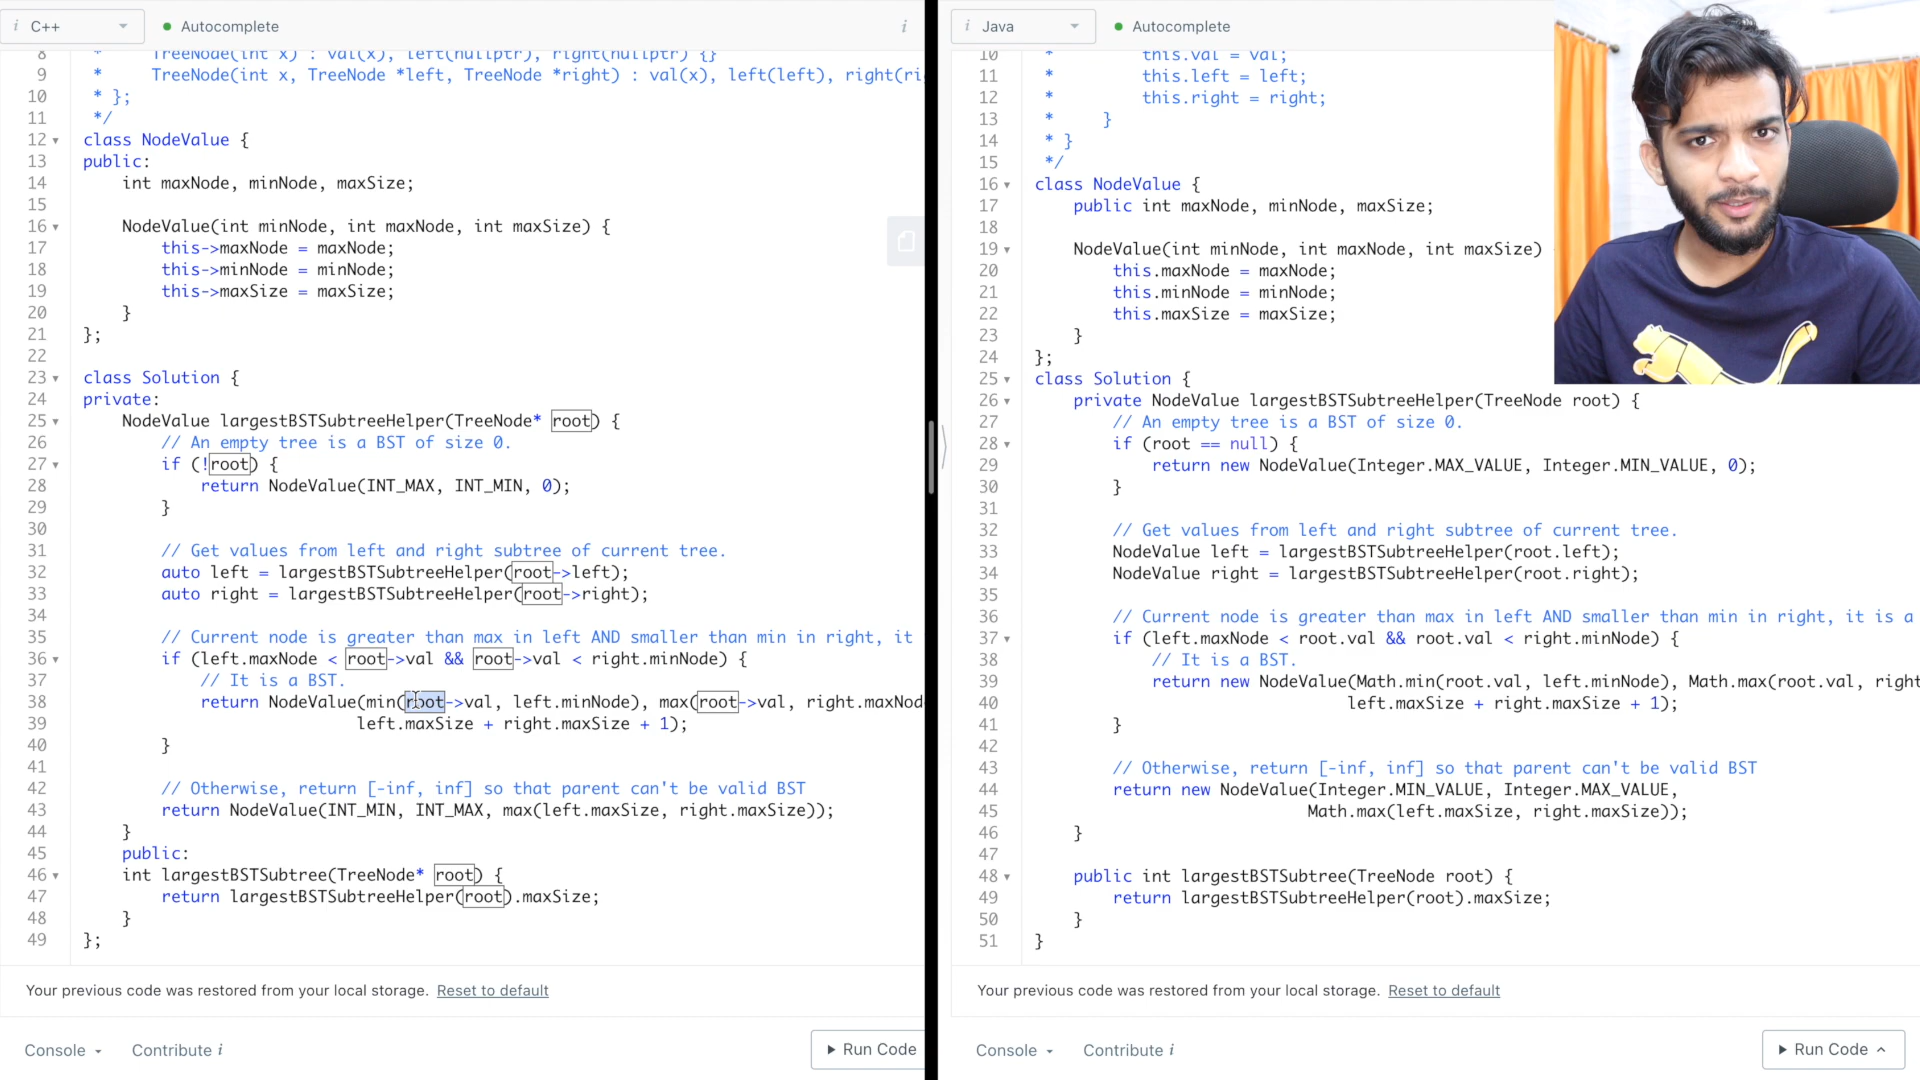 i C++
Autocomplete
i
8 * TreeNode(int x) : val(x), left(nullptr), right(nullptr) {}
9 * TreeNode(int x, TreeNode *left, TreeNode *right) : val(x), left(left), right(ri
10 * };
11 */
12 class NodeValue {
13 public:
14 int maxNode, minNode, maxSize;
15
16 NodeValue(int minNode, int maxNode, int maxSize) {
17 this->maxNode = maxNode;
18 this->minNode = minNode;
19 this->maxSize = maxSize;
20 }
21 };
22
23 class Solution {
24 private:
25 NodeValue largestBSTSubtreeHelper(TreeNode* root) {
26 // An empty tree is a BST of size 0.
27 if (!root) {
28 return NodeValue(INT_MAX, INT_MIN, 0);
29 }
30
31 // Get values from left and right subtree of current tree.
32 auto left = largestBSTSubtreeHelper(root->left);
33 auto right = largestBSTSubtreeHelper(root->right);
34
35 // Current node is greater than max in left AND smaller than min in right, it
36 if (left.maxNode < root->val && root->val < right.minNode) {
37 // It is a BST.
38 return NodeValue(min(root->val, left.minNode), max(root->val, right.maxNod
39 left.maxSize + right.maxSize + 1);
40 }
41
42 // Otherwise, return [-inf, inf] so that parent can't be valid BST
43 return NodeValue(INT_MIN, INT_MAX, max(left.maxSize, right.maxSize));
44 }
45 public:
46 int largestBSTSubtree(TreeNode* root) {
47 return largestBSTSubtreeHelper(root).maxSize;
48 }
49 };
Your previous code was restored from your local storage. Reset to default
Console
Contribute i
Run Code
i Java
Autocomplete
10 * this.val = val;
11 * this.left = left;
12 * this.right = right;
13 * }
14 * }
15 */
16 class NodeValue {
17 public int maxNode, minNode, maxSize;
18
19 NodeValue(int minNode, int maxNode, int maxSize)
20 this.maxNode = maxNode;
21 this.minNode = minNode;
22 this.maxSize = maxSize;
23 }
24 };
25 class Solution {
26 private NodeValue largestBSTSubtreeHelper(TreeNode root) {
27 // An empty tree is a BST of size 0.
28 if (root == null) {
29 return new NodeValue(Integer.MAX_VALUE, Integer.MIN_VALUE, 0);
30 }
31
32 // Get values from left and right subtree of current tree.
33 NodeValue left = largestBSTSubtreeHelper(root.left);
34 NodeValue right = largestBSTSubtreeHelper(root.right);
35
36 // Current node is greater than max in left AND smaller than min in right, it is a
37 if (left.maxNode < root.val && root.val < right.minNode) {
38 // It is a BST.
39 return new NodeValue(Math.min(root.val, left.minNode), Math.max(root.val, right
40 left.maxSize + right.maxSize + 1);
41 }
42
43 // Otherwise, return [-inf, inf] so that parent can't be valid BST
44 return new NodeValue(Integer.MIN_VALUE, Integer.MAX_VALUE,
45 Math.max(left.maxSize, right.maxSize));
46 }
47
48 public int largestBSTSubtree(TreeNode root) {
49 return largestBSTSubtreeHelper(root).maxSize;
50 }
51 }
Your previous code was restored from your local storage. Reset to default
Console
Contribute i
Run Code